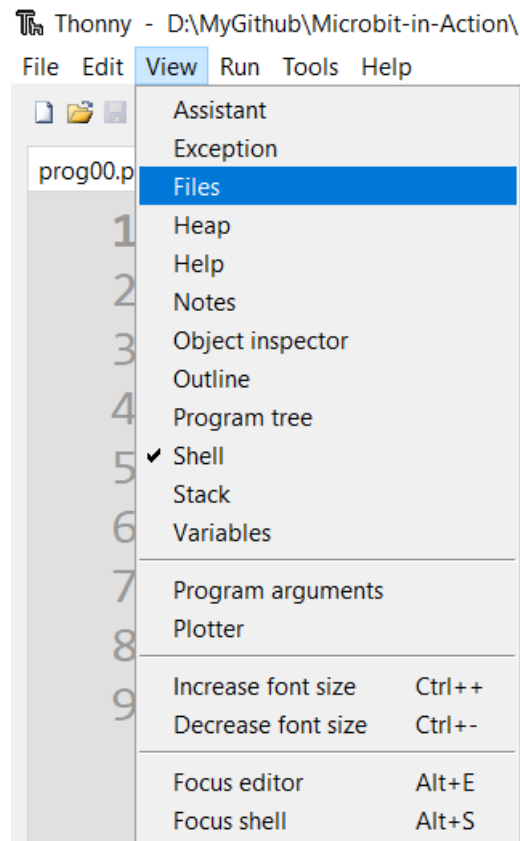 Thonny - D:\MyGithub\Microbit-in-Action\
File Edit View Run Tools Help
prog00.p
Assistant
Exception
Files
Heap
Help
Notes
Object inspector
Outline
Program tree
✔ Shell
Stack
Variables
Program arguments
Plotter
Increase font size Ctrl++
Decrease font size Ctrl+-
Focus editor Alt+E
Focus shell Alt+S
1
2
3
4
5
6
7
8
9